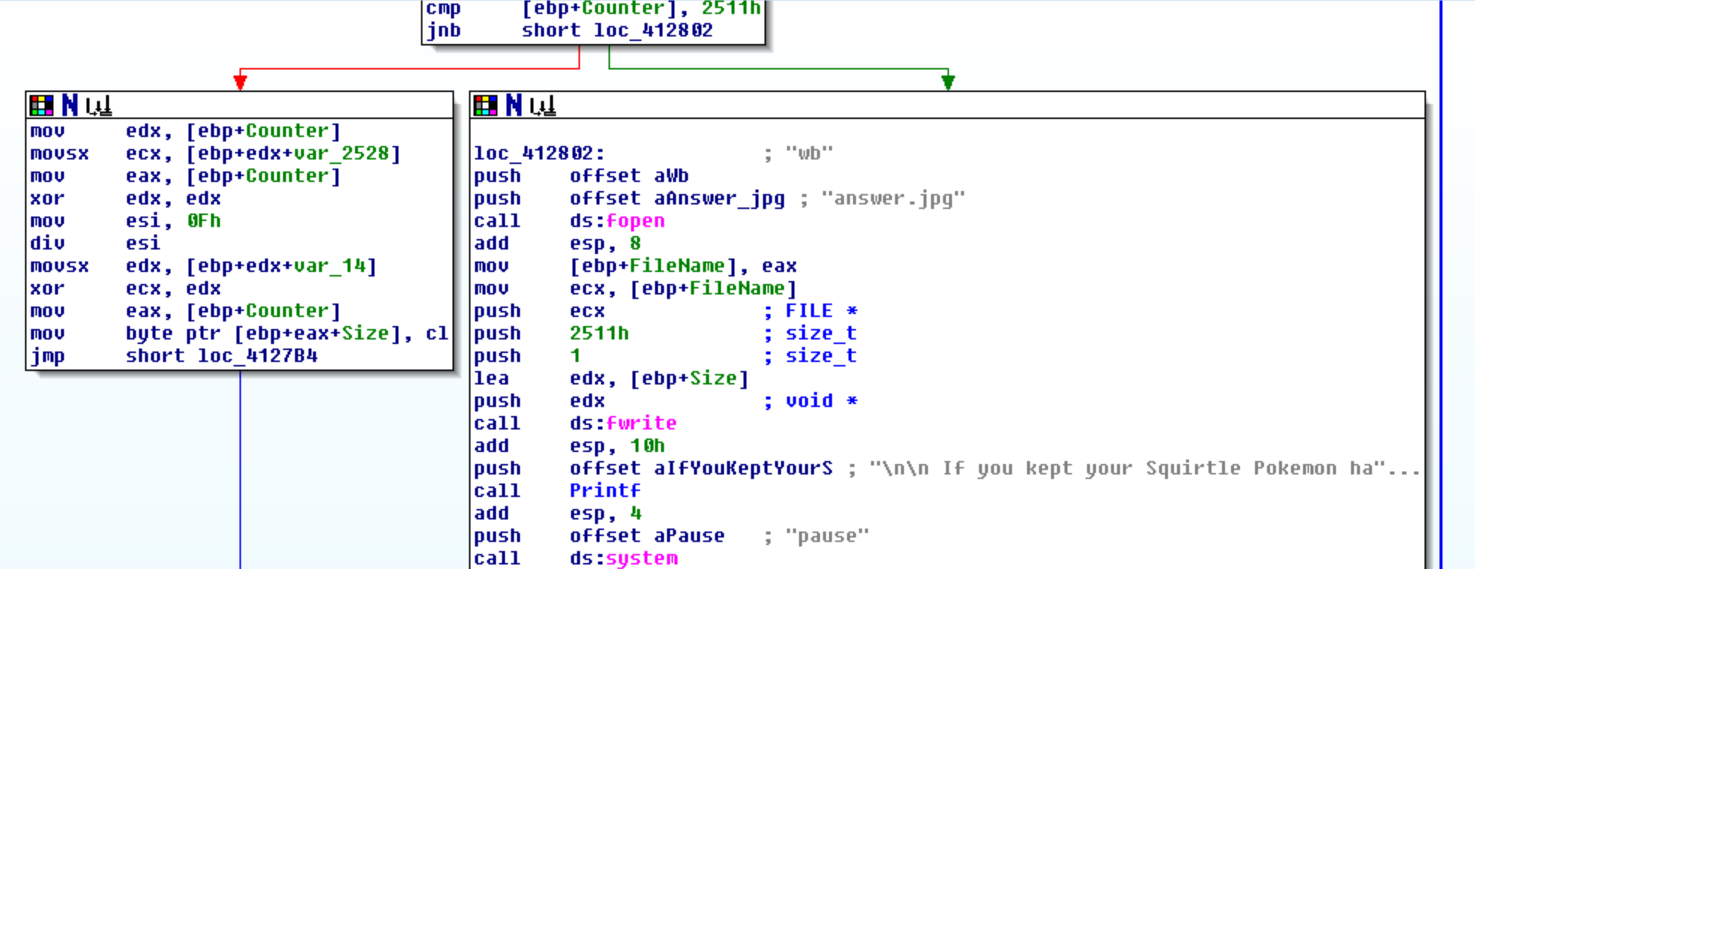 cmp [ebp+Counter], 2511h
jnb short loc_412802
mov edx, [ebp+Counter]
movsx ecx, [ebp+edx+var_2528]
mov eax, [ebp+Counter]
xor edx, edx
mov esi, 0Fh
div esi
movsx edx, [ebp+edx+var_14]
xor ecx, edx
mov eax, [ebp+Counter]
mov byte ptr [ebp+eax+Size], cl
jmp short loc_4127B4
loc_412802: ; "wb"
push offset aWb
push offset aAnswer_jpg ; "answer.jpg"
call ds:fopen
add esp, 8
mov [ebp+FileName], eax
mov ecx, [ebp+FileName]
push ecx ; FILE *
push 2511h ; size_t
push 1 ; size_t
lea edx, [ebp+Size]
push edx ; void *
call ds:fwrite
add esp, 10h
push offset aIfYouKeptYourS ; "\n\n If you kept your Squirtle Pokemon ha"...
call Printf
add esp, 4
push offset aPause ; "pause"
call ds:system